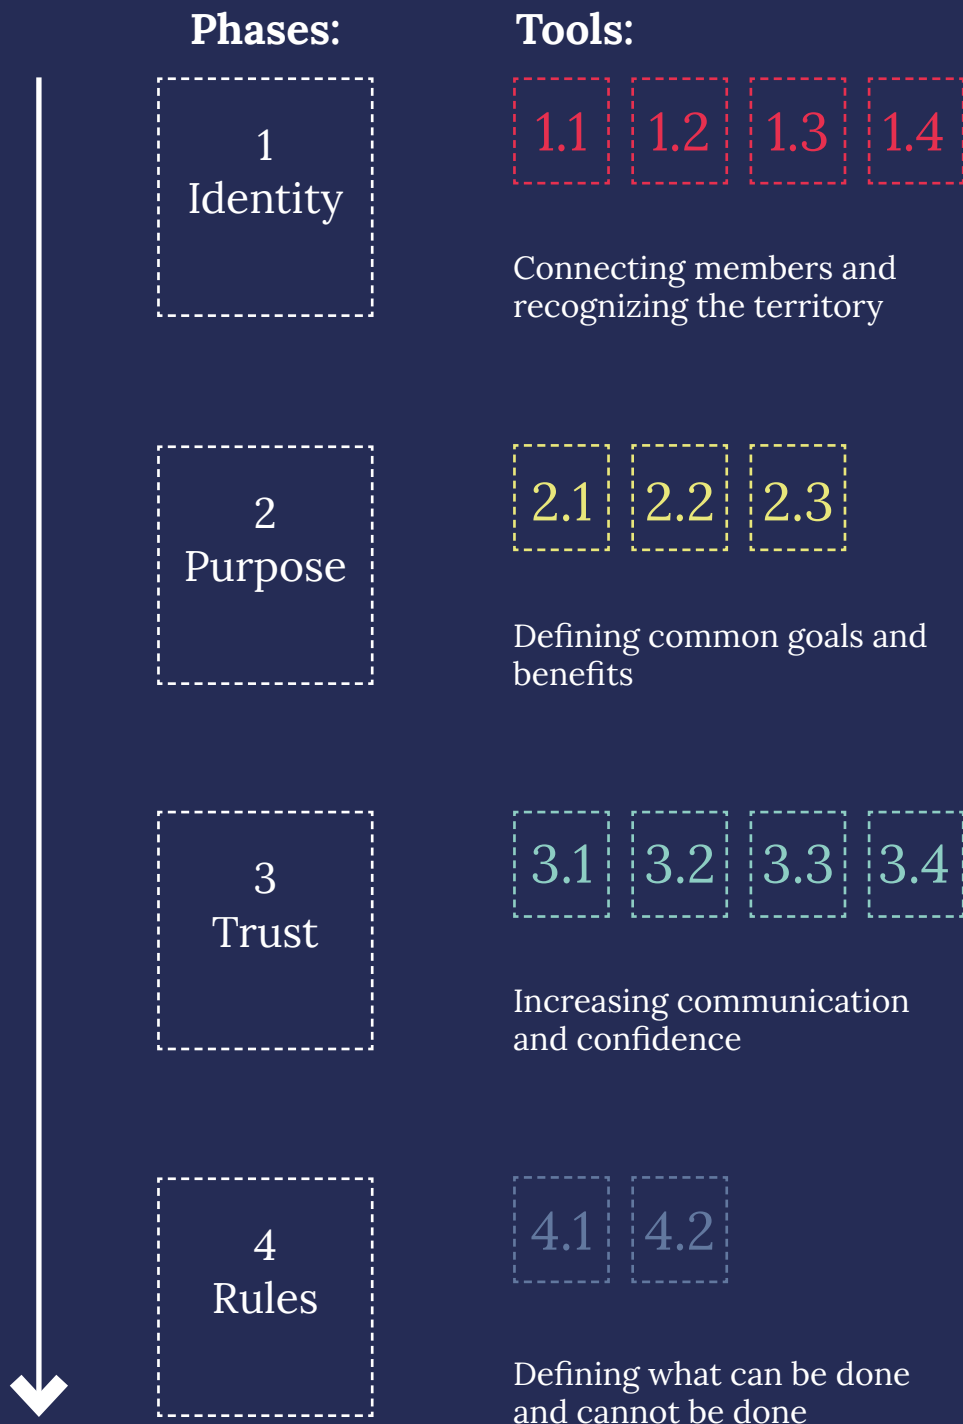 Phases:
Tools:
1
Identity
1.1 1.2 1.3 1.4
Connecting members and
recognizing the territory
2
Purpose
2.1 2.2 2.3
Defining common goals and
benefits
3
Trust
3.1 3.2 3.3 3.4
Increasing communication
and confidence
4
Rules
4.1 4.2
Defining what can be done
and cannot be done